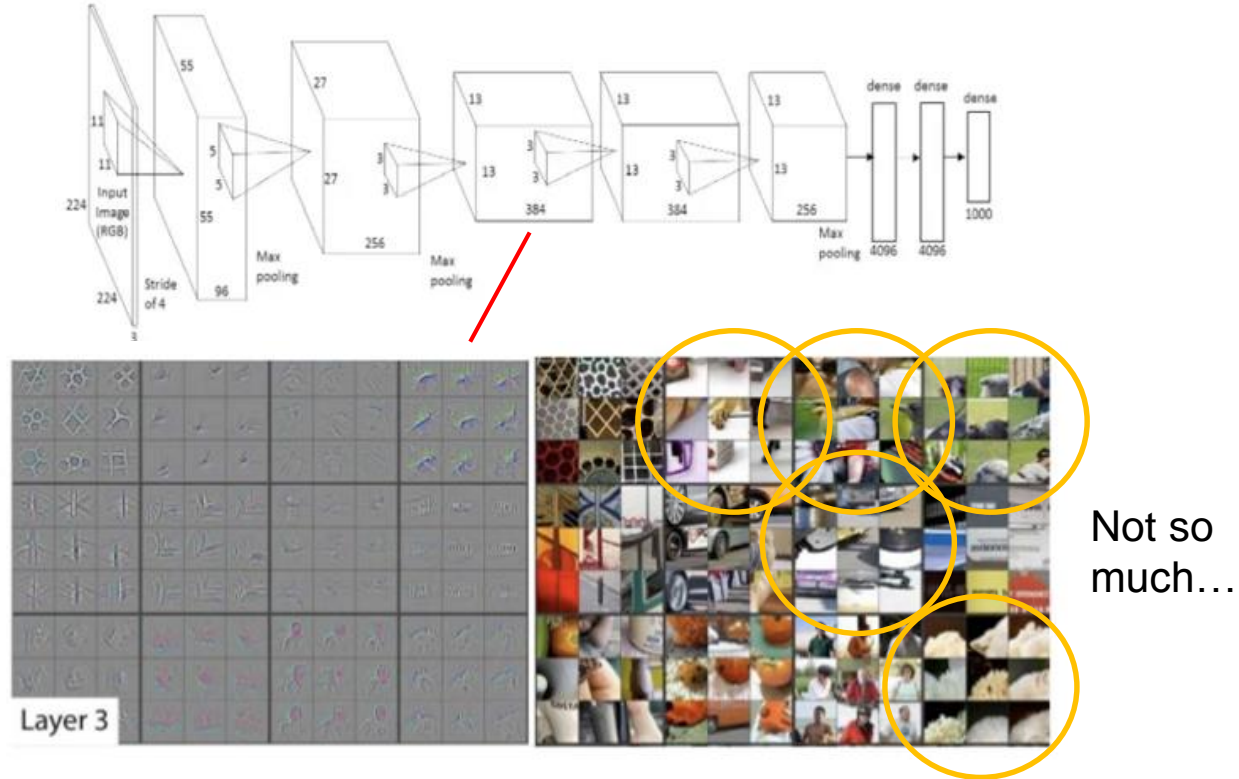 55
27
13
13
13
dense
dense
dense
11
11
5
5
3
3
3
3
3
3
27
13
13
13
Input
Image
(RGB)
224
55
384
384
256
1000
256
Max
pooling
4096
4096
Max
pooling
Max
pooling
224
Stride
of 4
96
3
Not so
much…
Layer 3